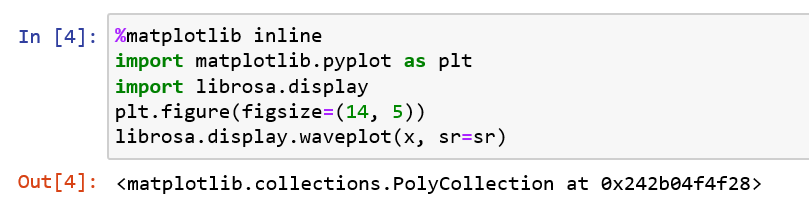 In [4]: %matplotlib inline
import matplotlib.pyplot as plt
import librosa.display
plt.figure(figsize=(14, 5))
librosa.display.waveplot(x, sr=sr)
Out[4]: <matplotlib.collections.PolyCollection at 0x242b04f4f28>